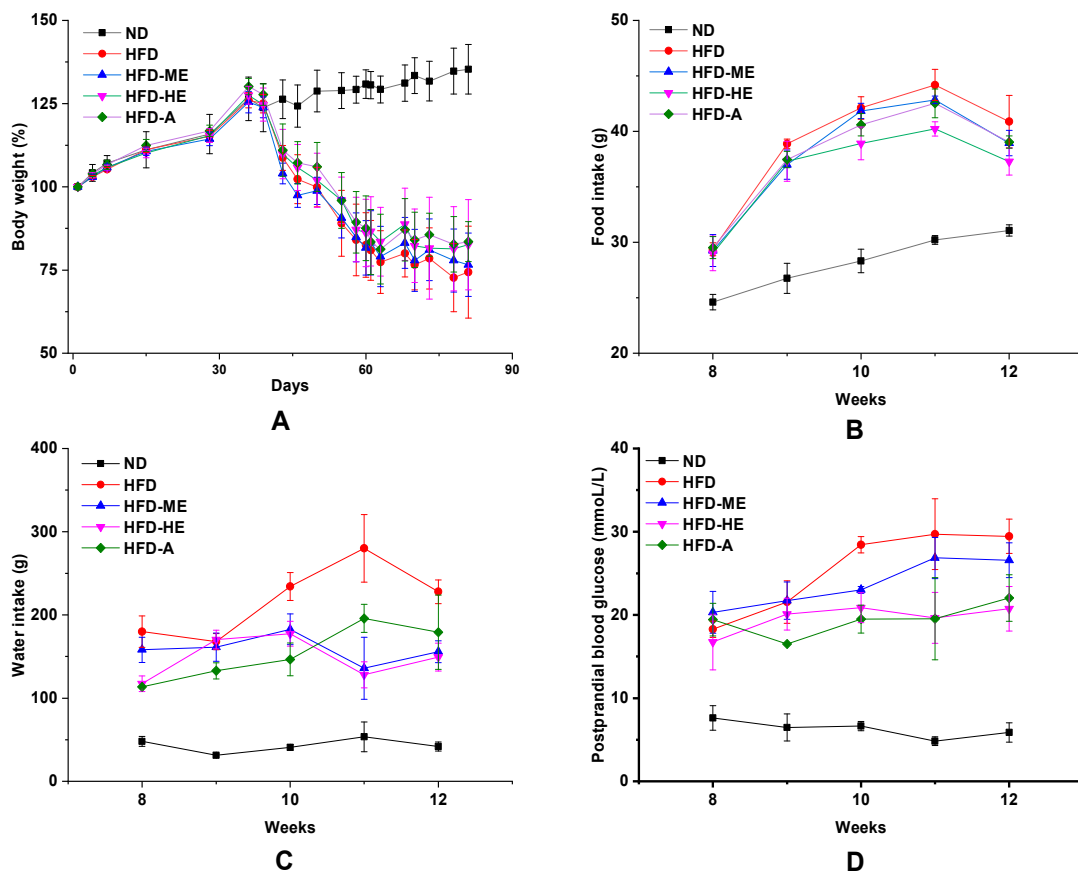 150
125
100
75
50
Body weight (%)
ND
HFD
HFD-ME
HFD-HE
HFD-A
0
30
60
90
Days
A
50
40
30
20
Food intake (g)
ND
HFD
HFD-ME
HFD-HE
HFD-A
8
10
12
Weeks
B
400
300
200
100
0
Water intake (g)
ND
HFD
HFD-ME
HFD-HE
HFD-A
8
10
12
Weeks
C
40
30
20
10
0
Postprandial blood glucose (mmoL/L)
ND
HFD
HFD-ME
HFD-HE
HFD-A
8
10
12
Weeks
D